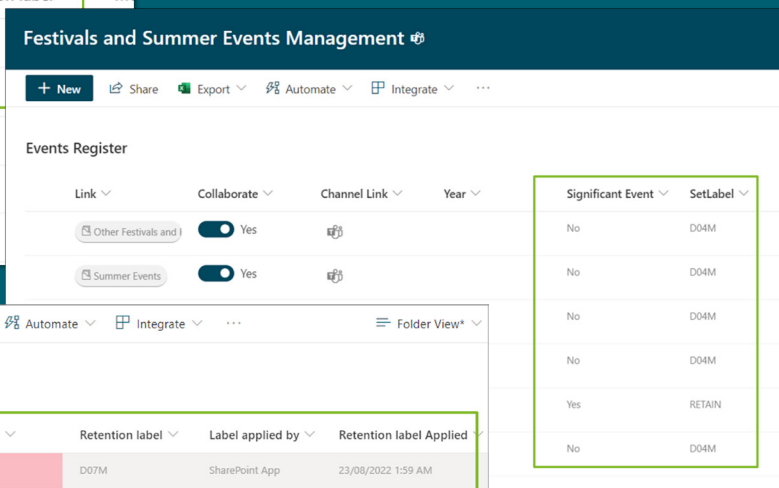 Festivals and Summer Events Management
+ New Share Export Automate Integrate ...
Events Register
Link Collaborate Channel Link Year Significant Event SetLabel
Other Festivals and Yes No D04M
Summer Events Yes No D04M
No D04M
No D04M
Yes RETAIN
No D04M
Automate Integrate ... Folder View*
Retention label Label applied by Retention label Applied
D07M SharePoint App 23/08/2022 1:59 AM